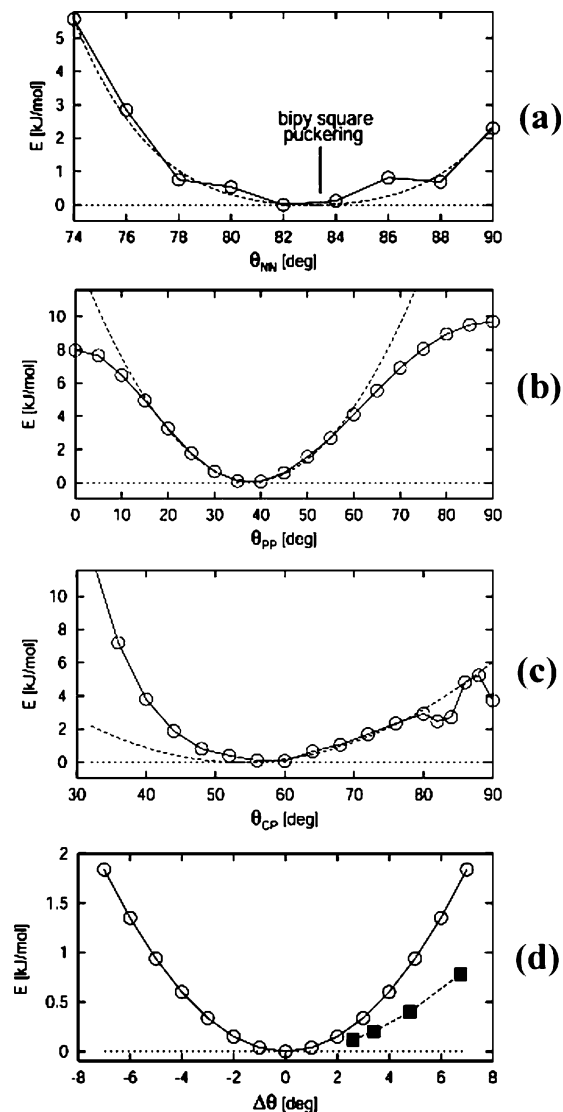 5
4
3
2
1
0
E [kJ/mol]
bipy square
puckering
(a)
74 76 78 80 82 84 86 88 90
θNN [deg]
10
8
6
4
2
0
E [kJ/mol]
(b)
0 10 20 30 40 50 60 70 80 90
θPP [deg]
10
8
6
4
2
0
E [kJ/mol]
(c)
30 40 50 60 70 80 90
θCP [deg]
2
1.5
1
0.5
0
E [kJ/mol]
(d)
-8 -6 -4 -2 0 2 4 6 8
Δθ [deg]